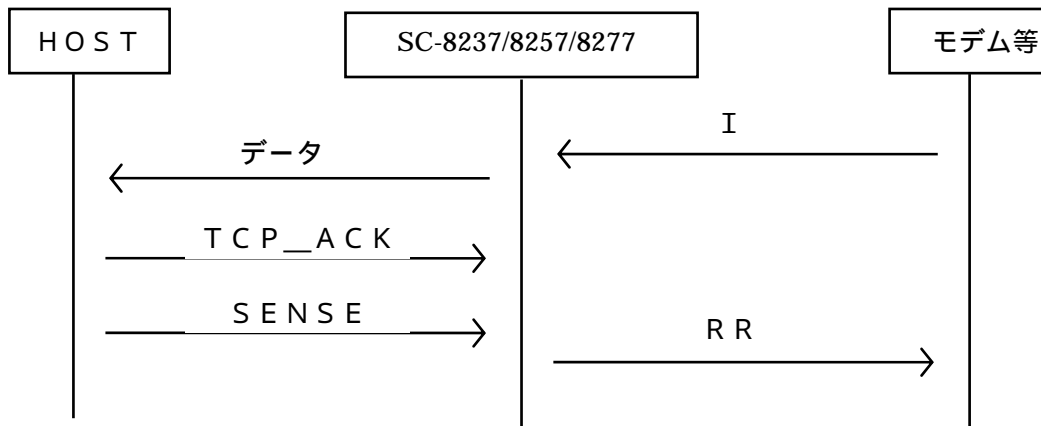 ＨＯＳＴ
SC-8237/8257/8277
モデム等
Ｉ
データ
ＴＣＰ＿ＡＣＫ
ＳＥＮＳＥ
ＲＲ